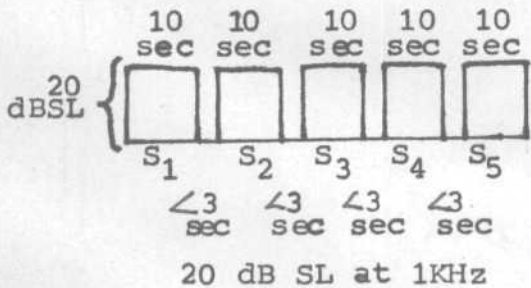 10 10 10 10 10
sec sec sec sec sec
20
dBSL
S1 S2 S3 S4 S5
∠3 ∠3 ∠3 ∠3
sec sec sec sec
20 dB SL at 1KHz